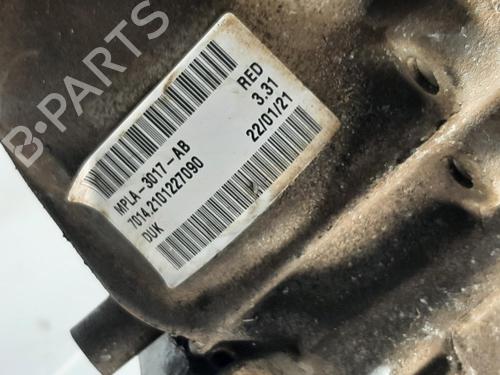 B-PARTS
RED
3.31
22/01/21
MPLA-3017-AB
7014,2101227090
DUK